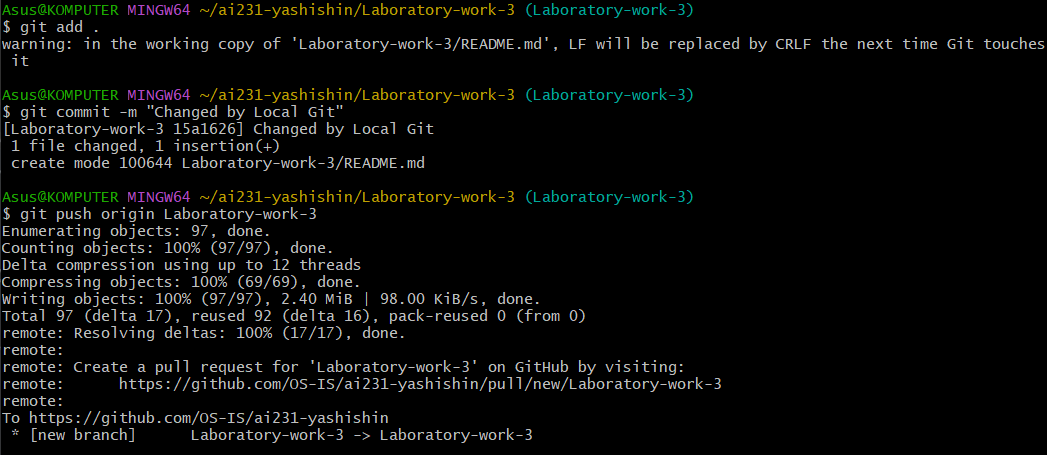 Asus@KOMPUTER MINGW64 ~/ai231-yashishin/Laboratory-work-3 (Laboratory-work-3)
$ git add .
warning: in the working copy of 'Laboratory-work-3/README.md', LF will be replaced by CRLF the next time Git touches
it
Asus@KOMPUTER MINGW64 ~/ai231-yashishin/Laboratory-work-3 (Laboratory-work-3)
$ git commit -m "Changed by Local Git"
[Laboratory-work-3 15a1626] Changed by Local Git
1 file changed, 1 insertion(+)
create mode 100644 Laboratory-work-3/README.md
Asus@KOMPUTER MINGW64 ~/ai231-yashishin/Laboratory-work-3 (Laboratory-work-3)
$ git push origin Laboratory-work-3
Enumerating objects: 97, done.
Counting objects: 100% (97/97), done.
Delta compression using up to 12 threads
Compressing objects: 100% (69/69), done.
Writing objects: 100% (97/97), 2.40 MiB | 98.00 KiB/s, done.
Total 97 (delta 17), reused 92 (delta 16), pack-reused 0 (from 0)
remote: Resolving deltas: 100% (17/17), done.
remote:
remote: Create a pull request for 'Laboratory-work-3' on GitHub by visiting:
remote:      https://github.com/OS-IS/ai231-yashishin/pull/new/Laboratory-work-3
remote:
To https://github.com/OS-IS/ai231-yashishin
* [new branch]      Laboratory-work-3 -> Laboratory-work-3